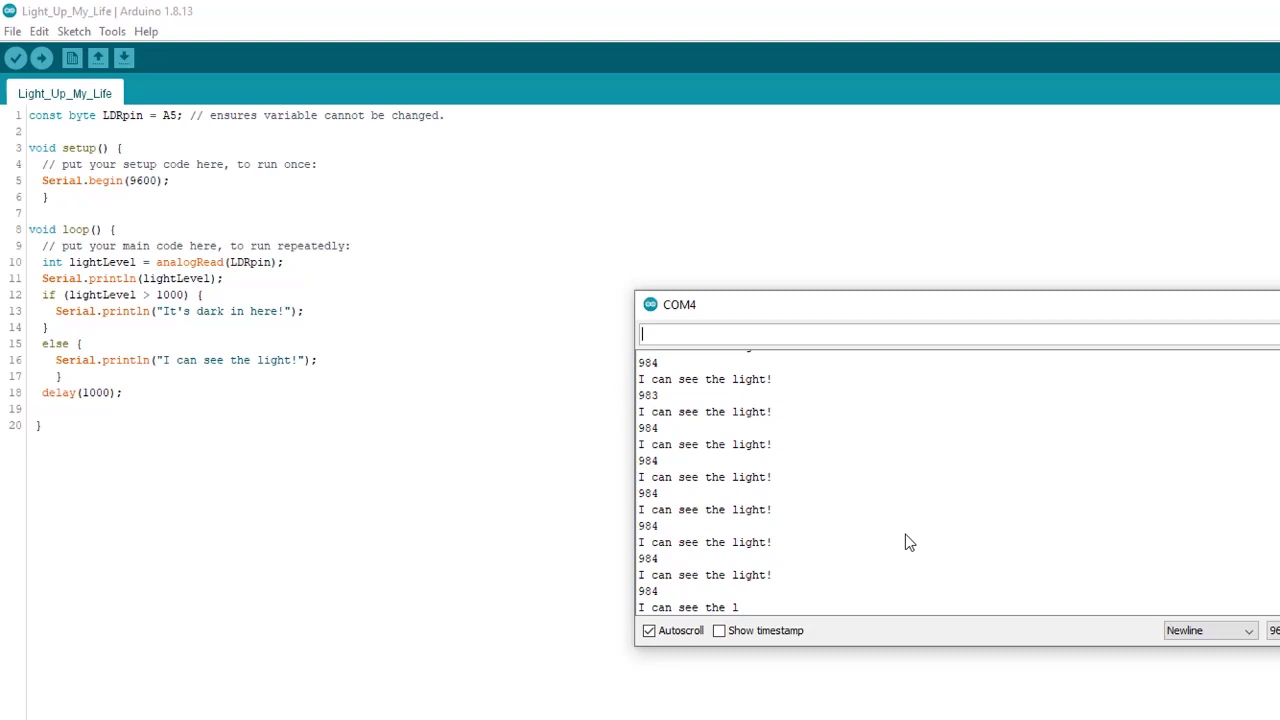 Light_Up_My_Life | Arduino 1.8.13
File Edit Sketch Tools Help
Light_Up_My_Life
1 const byte LDRpin = A5; // ensures variable cannot be changed.
2
3 void setup() {
4 // put your setup code here, to run once:
5 Serial.begin(9600);
6 }
7
8 void loop() {
9 // put your main code here, to run repeatedly:
10 int lightLevel = analogRead(LDRpin);
11 Serial.println(lightLevel);
12 if (lightLevel > 1000) {
13 Serial.println("It's dark in here!");
14 }
15 else {
16 Serial.println("I can see the light!");
17 }
18 delay(1000);
19
20 }
COM4
984
I can see the light!
983
I can see the light!
984
I can see the light!
984
I can see the light!
984
I can see the light!
984
I can see the light!
984
I can see the light!
984
I can see the l
Autoscroll Show timestamp Newline 96